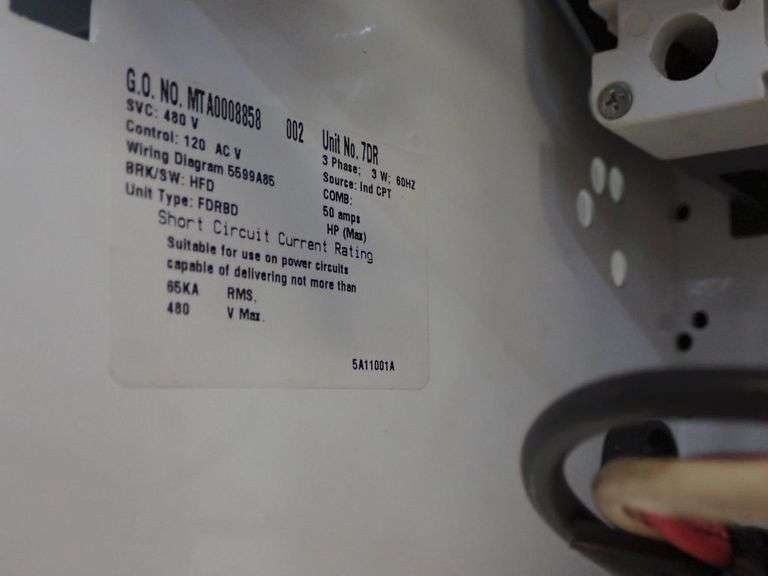 G.O. NO. MTA0008858 002 Unit No. 7DR
SVC: 480 V 3 Phase; 3 W; 60HZ
Control: 120 AC V Source: Ind CPT
Wiring Diagram 5599A85 COMB:
BRK/SW: HFD 50 amps
Unit Type: FDRBD HP (Max)
Short Circuit Current Rating
Suitable for use on power circuits
capable of delivering not more than
65KA RMS,
480 V Max.
5A11001A